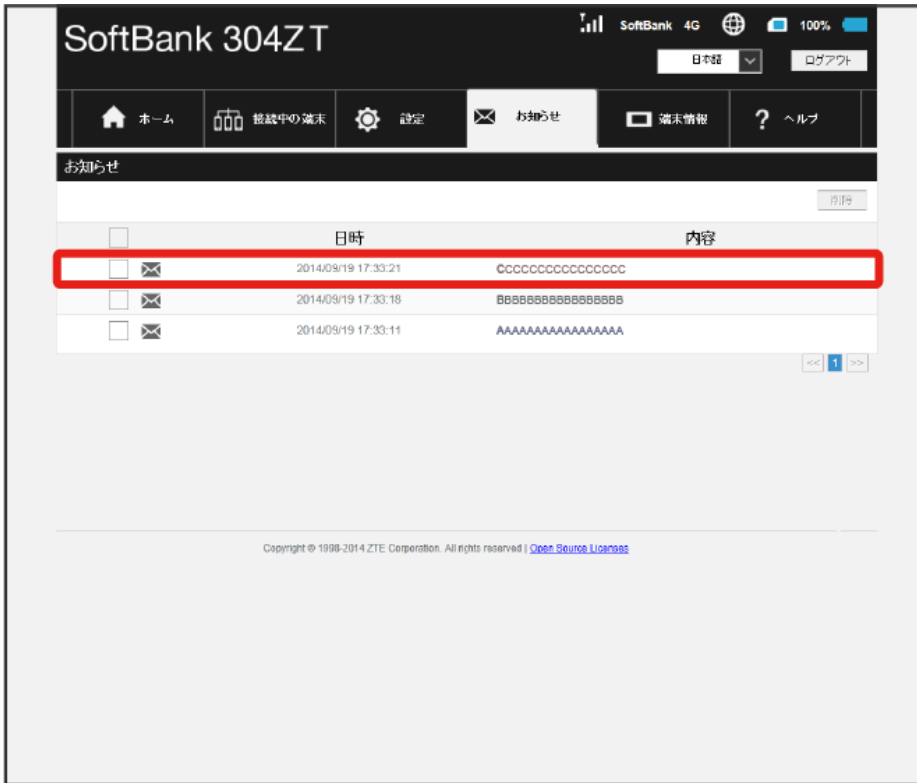 SoftBank 304ZT
SoftBank 4G 100%
日本語 ログアウト
ホーム 接続中の端末 設定 お知らせ 端末情報 ? ヘルプ
お知らせ
削除
日時 内容
2014/09/19 17:33:21 CCCCCCCCCCCCCCCCC
2014/09/19 17:33:18 BBBBBBBBBBBBBBBBB
2014/09/19 17:33:11 AAAAAAAAAAAAAAAAA
<< 1 >>
Copyright © 1998-2014 ZTE Corporation. All rights reserved | Open Source Licenses